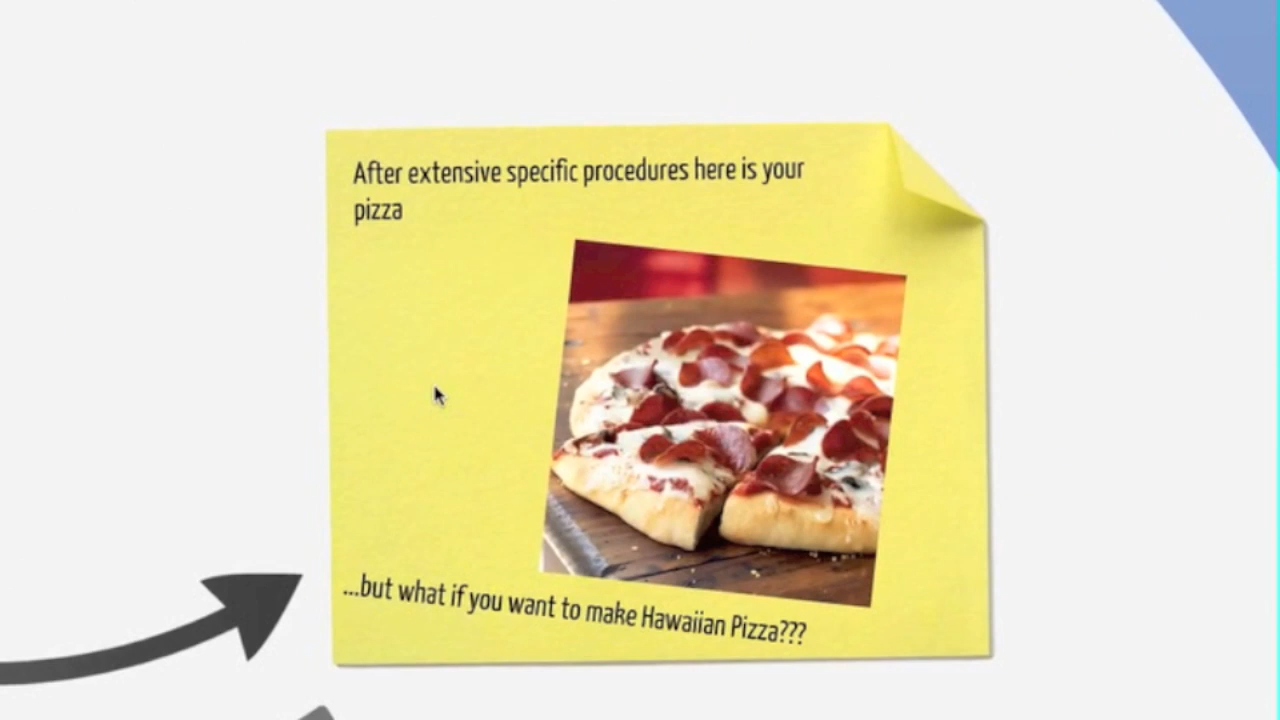 After extensive specific procedures here is your
pizza
...but what if you want to make Hawaiian Pizza???